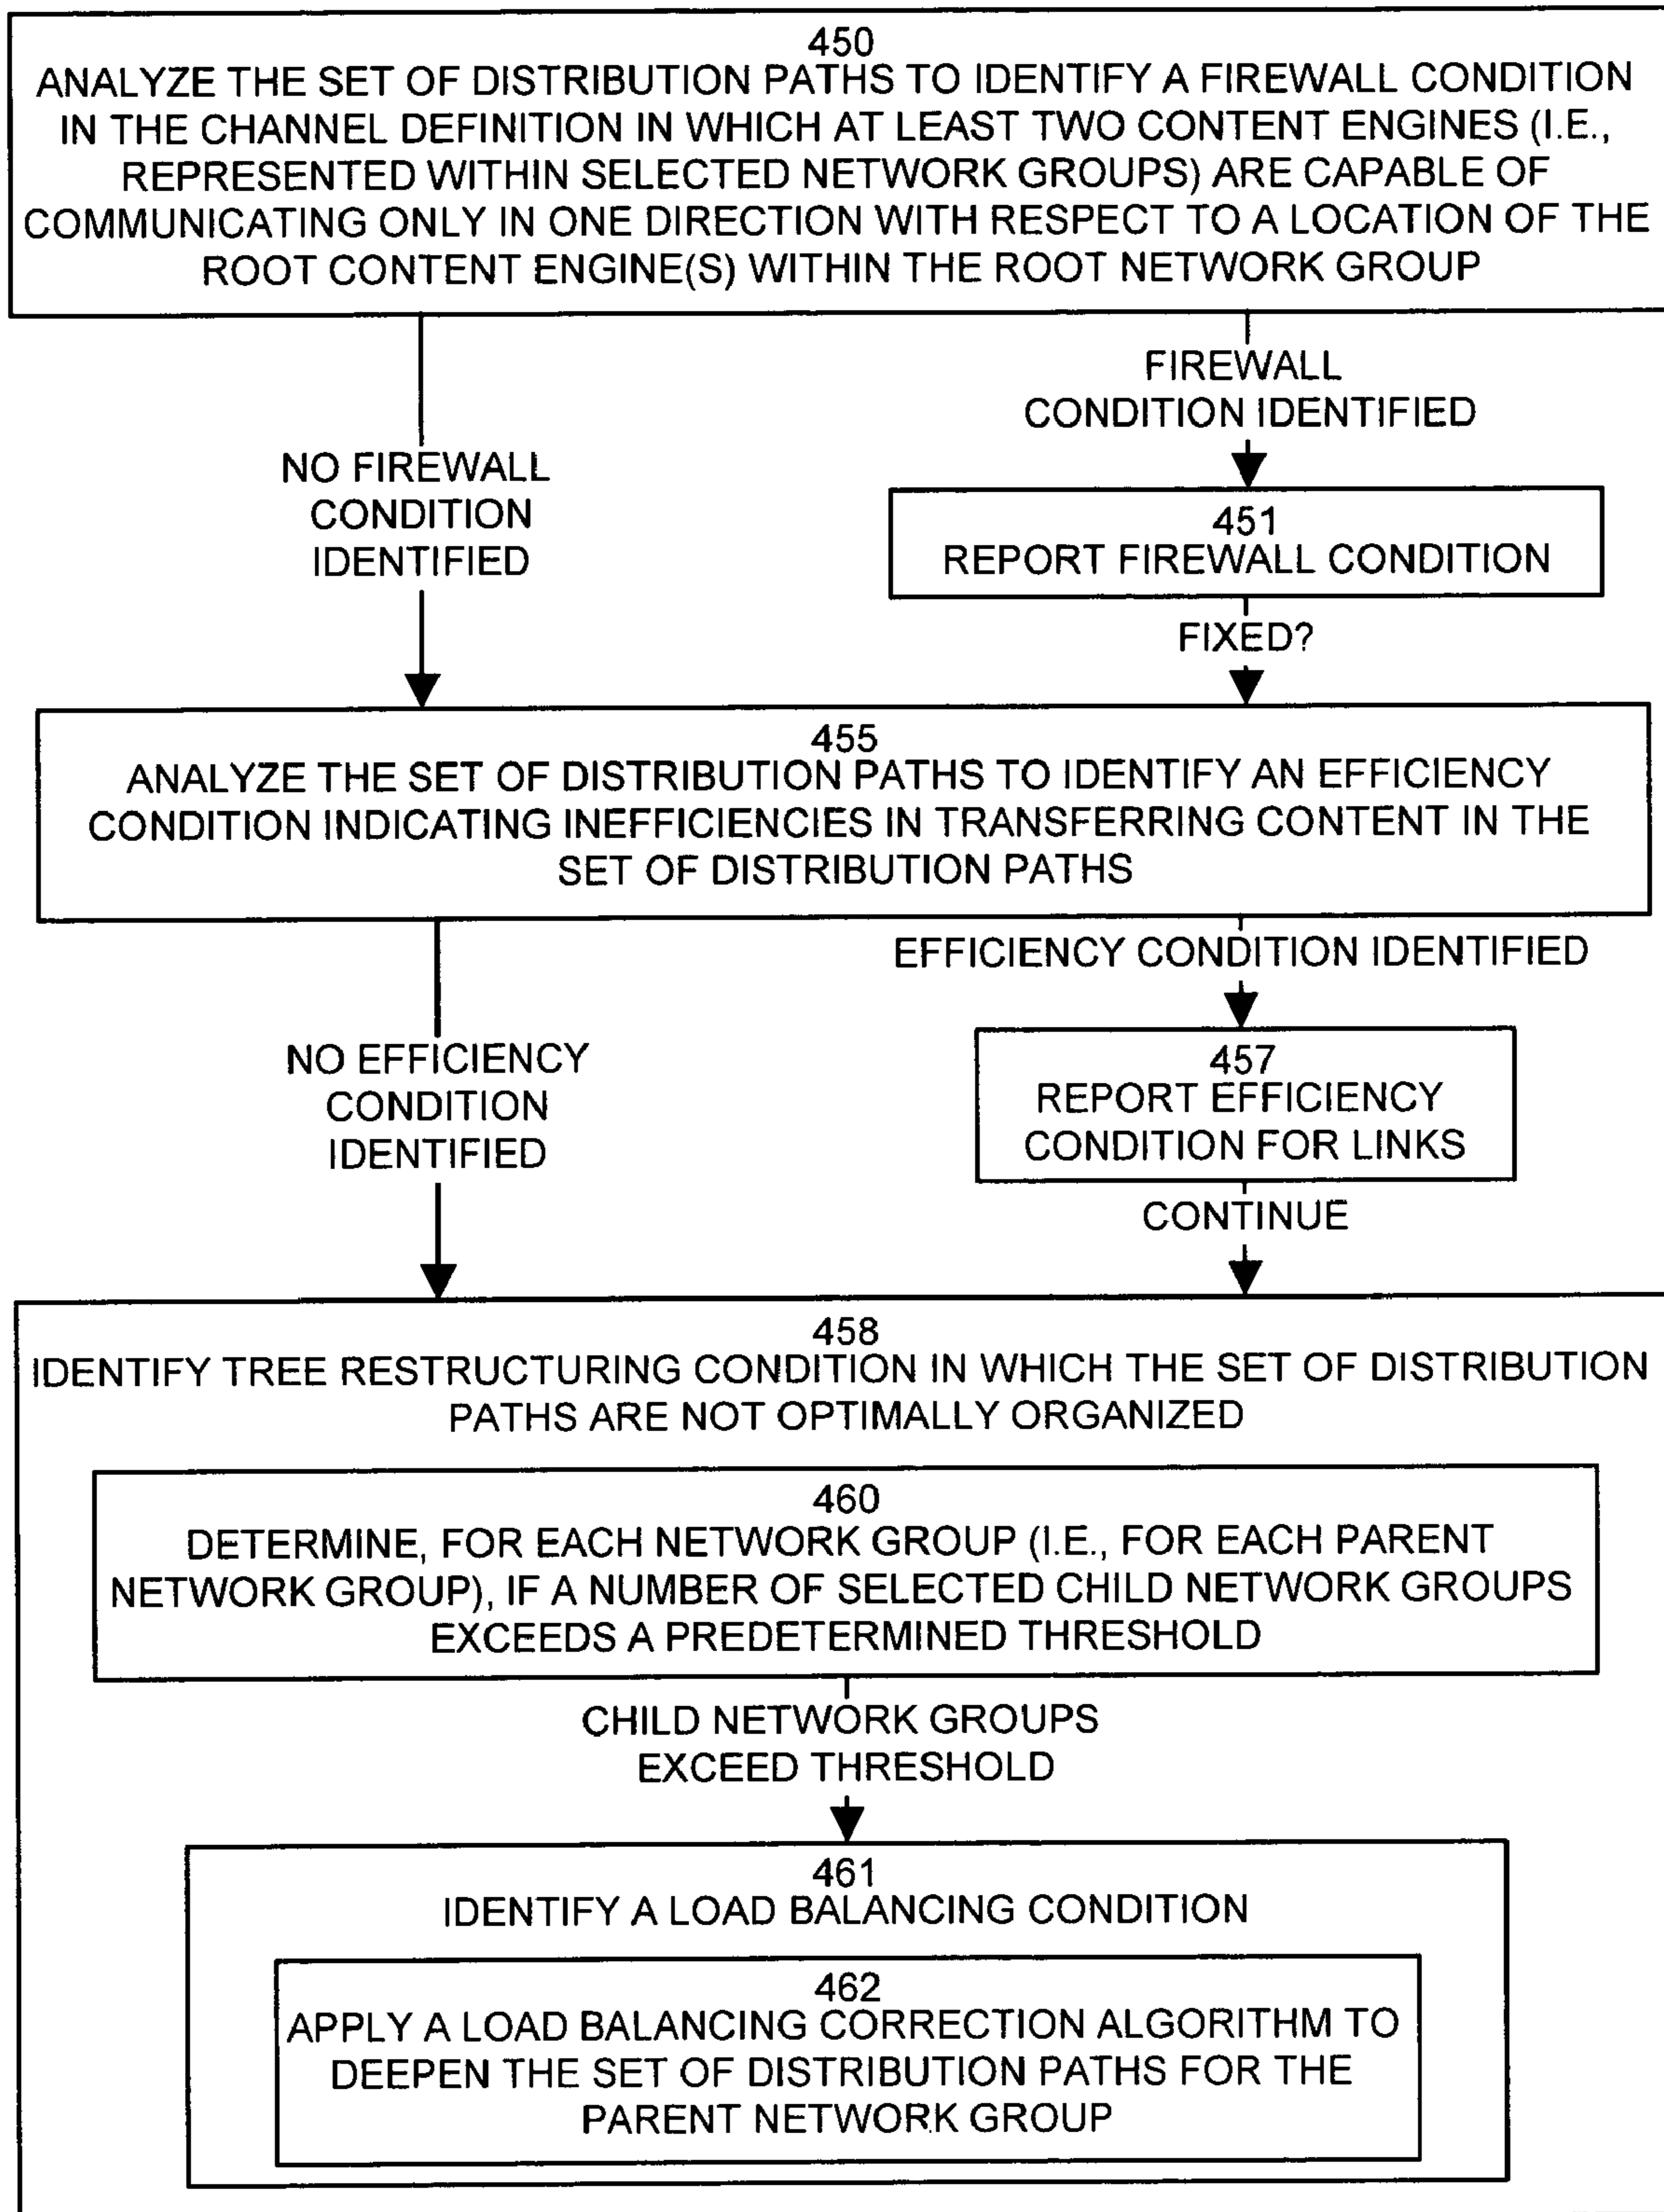 450
ANALYZE THE SET OF DISTRIBUTION PATHS TO IDENTIFY A FIREWALL CONDITION
IN THE CHANNEL DEFINITION IN WHICH AT LEAST TWO CONTENT ENGINES (I.E.,
REPRESENTED WITHIN SELECTED NETWORK GROUPS) ARE CAPABLE OF
COMMUNICATING ONLY IN ONE DIRECTION WITH RESPECT TO A LOCATION OF THE
ROOT CONTENT ENGINE(S) WITHIN THE ROOT NETWORK GROUP
FIREWALL
CONDITION IDENTIFIED
NO FIREWALL
CONDITION
IDENTIFIED
451
REPORT FIREWALL CONDITION
FIXED?
455
ANALYZE THE SET OF DISTRIBUTION PATHS TO IDENTIFY AN EFFICIENCY
CONDITION INDICATING INEFFICIENCIES IN TRANSFERRING CONTENT IN THE
SET OF DISTRIBUTION PATHS
EFFICIENCY CONDITION IDENTIFIED
NO EFFICIENCY
CONDITION
IDENTIFIED
457
REPORT EFFICIENCY
CONDITION FOR LINKS
CONTINUE
458
IDENTIFY TREE RESTRUCTURING CONDITION IN WHICH THE SET OF DISTRIBUTION
PATHS ARE NOT OPTIMALLY ORGANIZED
460
DETERMINE, FOR EACH NETWORK GROUP (I.E., FOR EACH PARENT
NETWORK GROUP), IF A NUMBER OF SELECTED CHILD NETWORK GROUPS
EXCEEDS A PREDETERMINED THRESHOLD
CHILD NETWORK GROUPS
EXCEED THRESHOLD
461
IDENTIFY A LOAD BALANCING CONDITION
462
APPLY A LOAD BALANCING CORRECTION ALGORITHM TO
DEEPEN THE SET OF DISTRIBUTION PATHS FOR THE
PARENT NETWORK GROUP